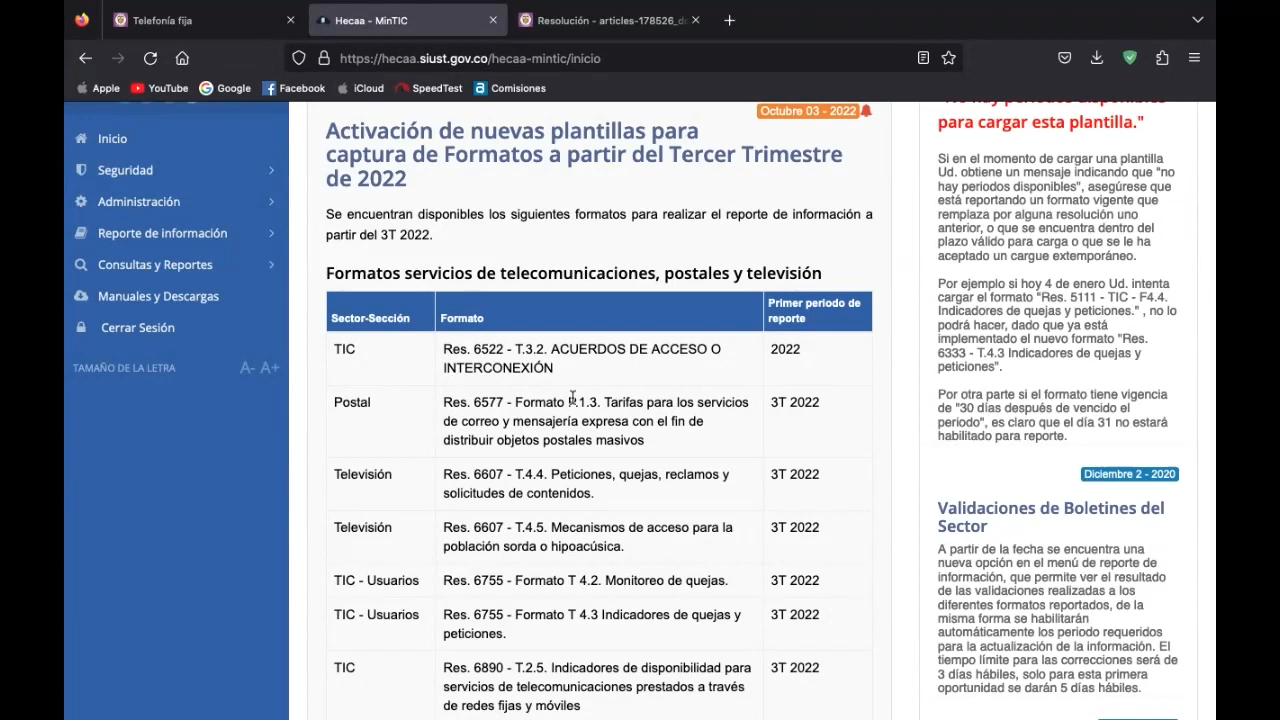 Telefonía fija
Hecaa - MinTIC
Resolución - articles-178526_d
https://hecaa.siust.gov.co/hecaa-mintic/inicio
Apple
YouTube
Google
Facebook
iCloud
SpeedTest
Comisiones
Inicio
Seguridad
Administración
Reporte de información
Consultas y Reportes
Manuales y Descargas
Cerrar Sesión
TAMAÑO DE LA LETRA
A- A+
Octubre 03 - 2022
Activación de nuevas plantillas para
captura de Formatos a partir del Tercer Trimestre
de 2022
Se encuentran disponibles los siguientes formatos para realizar el reporte de información a
partir del 3T 2022.
Formatos servicios de telecomunicaciones, postales y televisión
Sector-Sección
Formato
Primer periodo de
reporte
TIC
Res. 6522 - T.3.2. ACUERDOS DE ACCESO O
INTERCONEXIÓN
2022
Postal
Res. 6577 - Formato 1.3. Tarifas para los servicios
de correo y mensajería expresa con el fin de
distribuir objetos postales masivos
3T 2022
Televisión
Res. 6607 - T.4.4. Peticiones, quejas, reclamos y
solicitudes de contenidos.
3T 2022
Televisión
Res. 6607 - T.4.5. Mecanismos de acceso para la
población sorda o hipoacúsica.
3T 2022
TIC - Usuarios
Res. 6755 - Formato T 4.2. Monitoreo de quejas.
3T 2022
TIC - Usuarios
Res. 6755 - Formato T 4.3 Indicadores de quejas y
peticiones.
3T 2022
TIC
Res. 6890 - T.2.5. Indicadores de disponibilidad para
servicios de telecomunicaciones prestados a través
de redes fijas y móviles
3T 2022
"No hay periodos disponibles
para cargar esta plantilla."
Si en el momento de cargar una plantilla
Ud. obtiene un mensaje indicando que "no
hay periodos disponibles", asegúrese que
está reportando un formato vigente que
remplaza por alguna resolución uno
anterior, o que se encuentra dentro del
plazo válido para carga o que se le ha
aceptado un cargue extemporáneo.
Por ejemplo si hoy 4 de enero Ud. intenta
cargar el formato "Res. 5111 - TIC - F4.4.
Indicadores de quejas y peticiones." , no lo
podrá hacer, dado que ya está
implementado el nuevo formato "Res.
6333 - T.4.3 Indicadores de quejas y
peticiones".
Por otra parte si el formato tiene vigencia
de "30 días después de vencido el
periodo", es claro que el día 31 no estará
habilitado para reporte.
Diciembre 2 - 2020
Validaciones de Boletines del
Sector
A partir de la fecha se encuentra una
nueva opción en el menú de reporte de
información, que permite ver el resultado
de las validaciones realizadas a los
diferentes formatos reportados, de la
misma forma se habilitarán
automáticamente los periodo requeridos
para la actualización de la información. El
tiempo límite para las correcciones será de
3 días hábiles, solo para esta primera
oportunidad se darán 5 días hábiles.